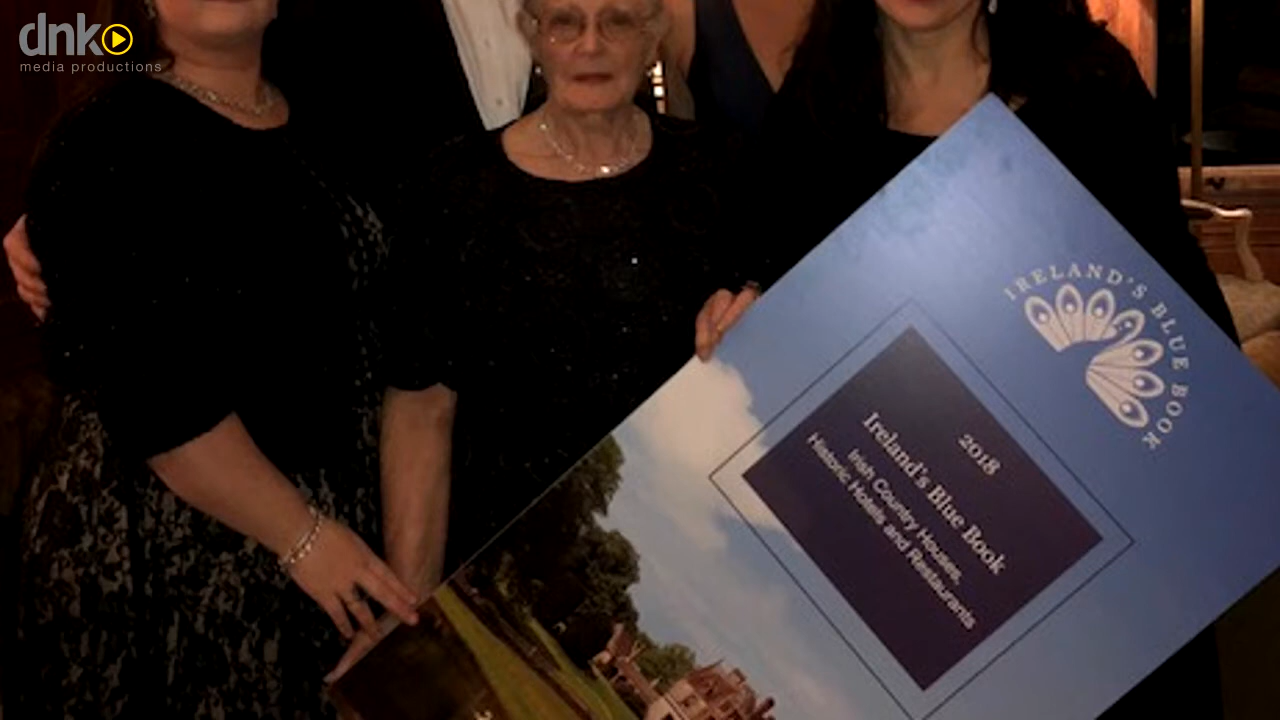 dnk
media productions
IRELAND'S BLUE BOOK
2018
Ireland's Blue Book
Irish Country Houses,
Historic Hotels and Restaurants